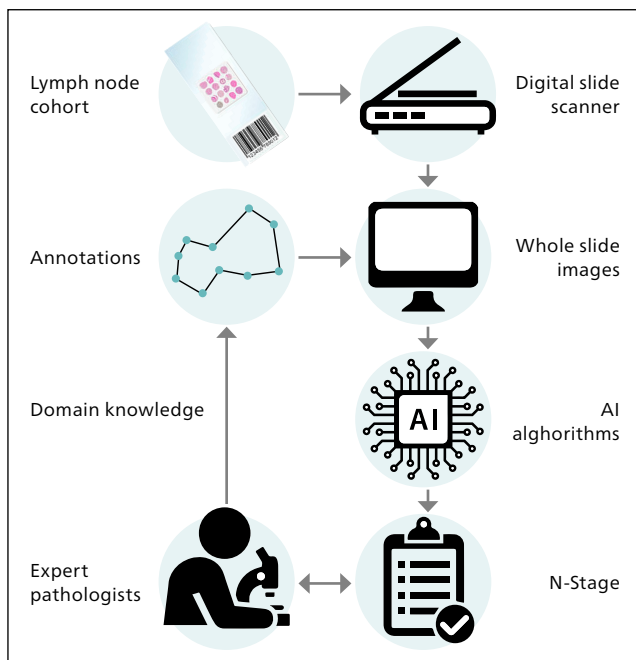 Lymph node
cohort
Digital slide
scanner
Annotations
Whole slide
images
Domain knowledge
AI
AI
alghorithms
Expert
pathologists
N-Stage